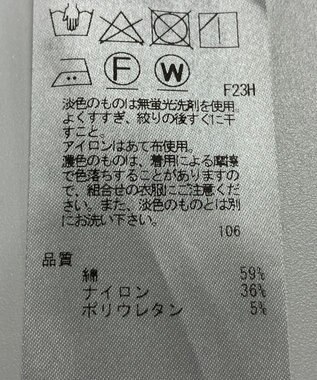 F W
F23H
淡色のものは無蛍光洗剤を使用。
よくすすぎ、絞りの後すぐに干
すこと。
アイロンはあて布使用。
濃色のものは、着用による摩擦
で色落ちすることがありますの
で、組合せの衣服にご注意くだ
さい。また、淡色のものとは別
にお洗い下さい。
106
品質
綿 59%
ナイロン 36%
ポリウレタン 5%